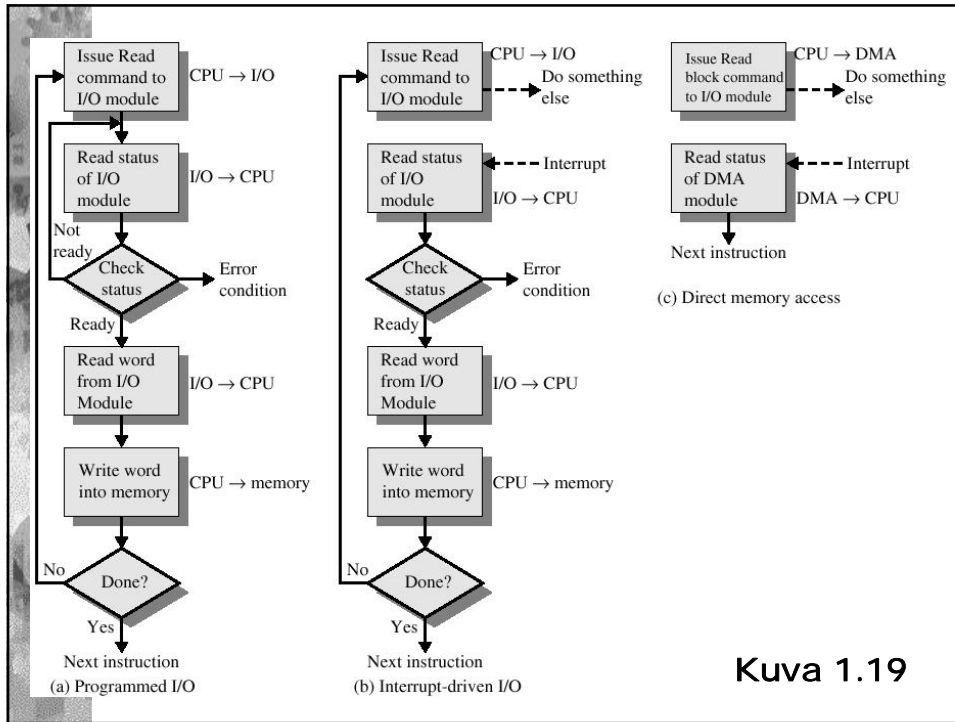 Issue Read
command to
I/O module
CPU → I/O
Read status
of I/O
module
I/O → CPU
Not
ready
Check
status
Error
condition
Ready
Read word
from I/O
Module
I/O → CPU
Write word
into memory
CPU → memory
No
Done?
Yes
Next instruction
(a) Programmed I/O
Issue Read
command to
I/O module
CPU → I/O
Do something
else
Read status
of I/O
module
Interrupt
I/O → CPU
Check
status
Error
condition
Ready
Read word
from I/O
Module
I/O → CPU
Write word
into memory
CPU → memory
No
Done?
Yes
Next instruction
(b) Interrupt-driven I/O
Issue Read
block command
to I/O module
CPU → DMA
Do something
else
Read status
of DMA
module
Interrupt
DMA → CPU
Next instruction
(c) Direct memory access
Kuva 1.19